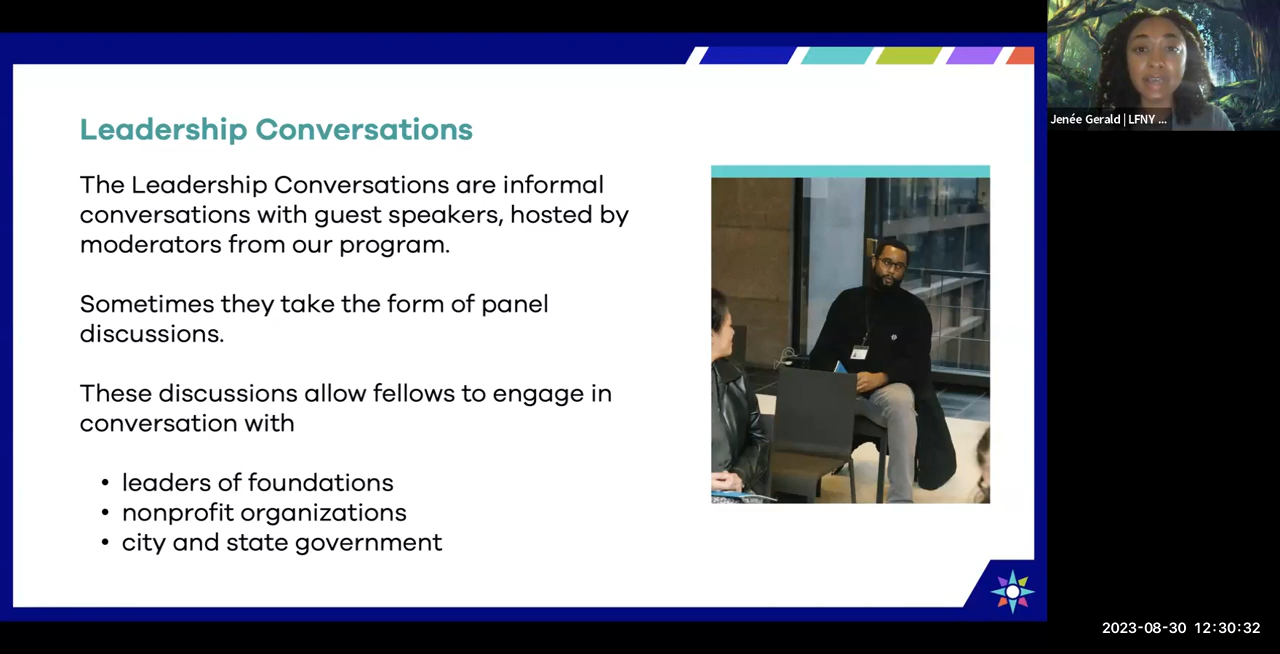 Leadership Conversations
The Leadership Conversations are informal
conversations with guest speakers, hosted by
moderators from our program.
Sometimes they take the form of panel
discussions.
These discussions allow fellows to engage in
conversation with
• leaders of foundations
• nonprofit organizations
• city and state government
Jenée Gerald | LFNY ...
2023-08-30 12:30:32